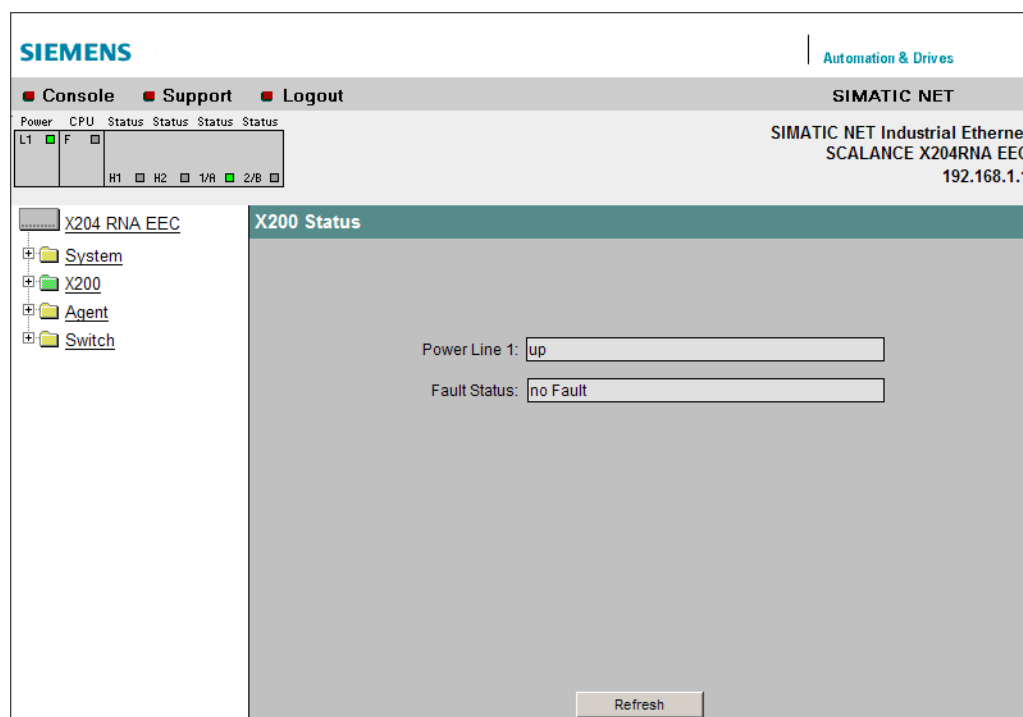 SIEMENS
Automation & Drives
Console Support Logout SIMATIC NET
Power CPU Status Status Status Status
L1 F
H1 H2 1/A 2/B
SIMATIC NET Industrial Etherne
SCALANCE X204RNA EEC
192.168.1.1
X204 RNA EEC
System
X200
Agent
Switch
X200 Status
Power Line 1: up
Fault Status: no Fault
Refresh